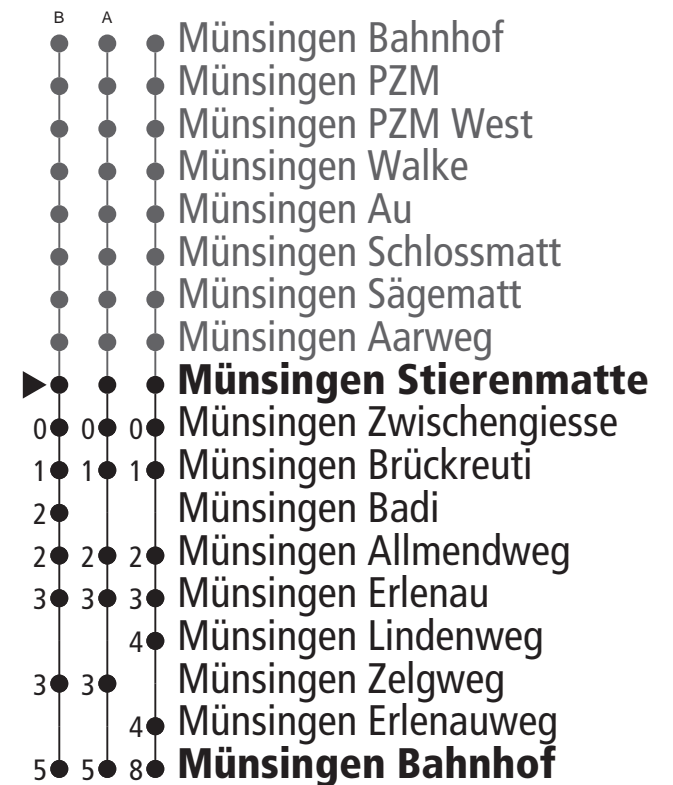 B A
Münsingen Bahnhof
Münsingen PZM
Münsingen PZM West
Münsingen Walke
Münsingen Au
Münsingen Schlossmatt
Münsingen Sägematt
Münsingen Aarweg
Münsingen Stierenmatte
0 0 0 Münsingen Zwischengiesse
1 1 1 Münsingen Brückreuti
2 Münsingen Badi
2 2 2 Münsingen Allmendweg
3 3 3 Münsingen Erlenau
4 Münsingen Lindenweg
3 3 Münsingen Zelgweg
4 Münsingen Erlenauweg
5 5 8 Münsingen Bahnhof